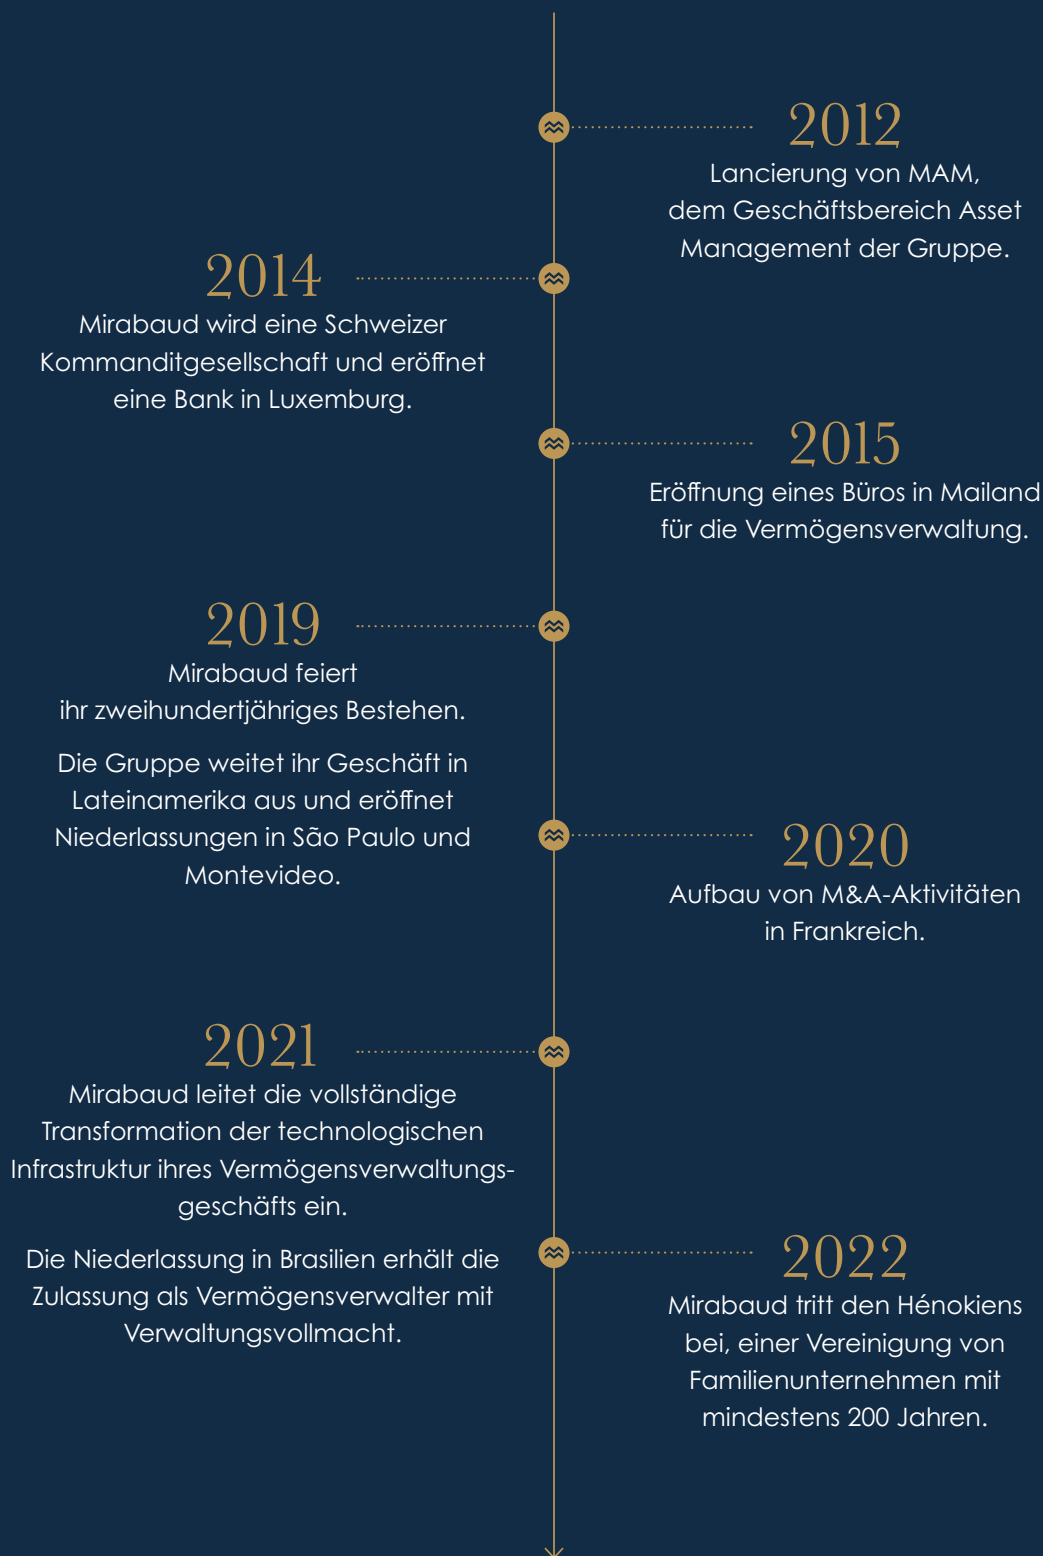 2012
Lancierung von MAM,
dem Geschäftsbereich Asset
Management der Gruppe.
2014
Mirabaud wird eine Schweizer
Kommanditgesellschaft und eröffnet
eine Bank in Luxemburg.
2015
Eröffnung eines Büros in Mailand
für die Vermögensverwaltung.
2019
Mirabaud feiert
ihr zweihundertjähriges Bestehen.
Die Gruppe weitet ihr Geschäft in
Lateinamerika aus und eröffnet
Niederlassungen in São Paulo und
Montevideo.
2020
Aufbau von M&A-Aktivitäten
in Frankreich.
2021
Mirabaud leitet die vollständige
Transformation der technologischen
Infrastruktur ihres Vermögensverwaltungs-
geschäfts ein.
Die Niederlassung in Brasilien erhält die
Zulassung als Vermögensverwalter mit
Verwaltungsvollmacht.
2022
Mirabaud tritt den Hénokiens
bei, einer Vereinigung von
Familienunternehmen mit
mindestens 200 Jahren.